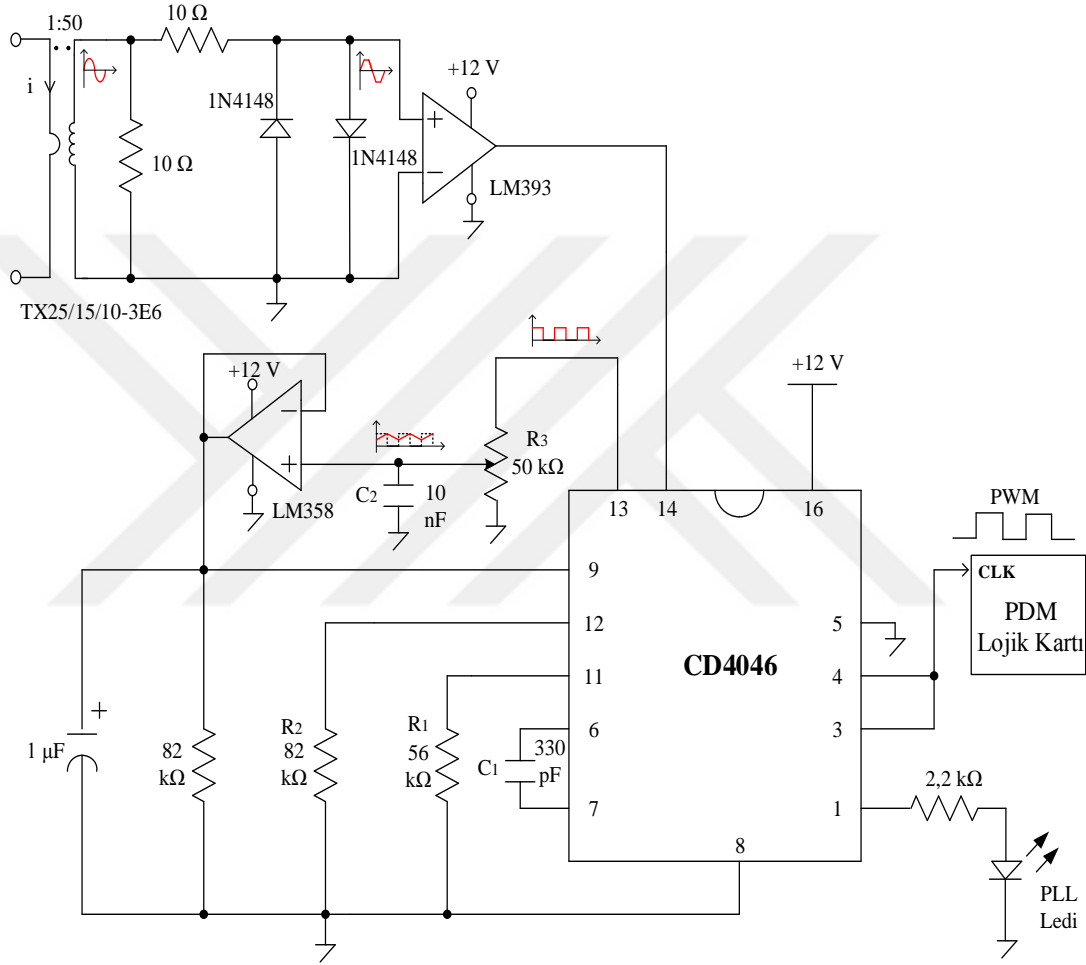 1:50
10 Ω
i
10 Ω
1N4148
1N4148
+12 V
+
−
LM393
TX25/15/10-3E6
+12 V
−
+
LM358
C2
10
nF
R3
50 kΩ
+12 V
13
14
16
9
12
11
6
7
8
5
4
3
1
CD4046
PWM
CLK
PDM
Lojik Kartı
+
1 µF
82
kΩ
R2
82
kΩ
R1
56
kΩ
C1
330
pF
2,2 kΩ
PLL
Ledi